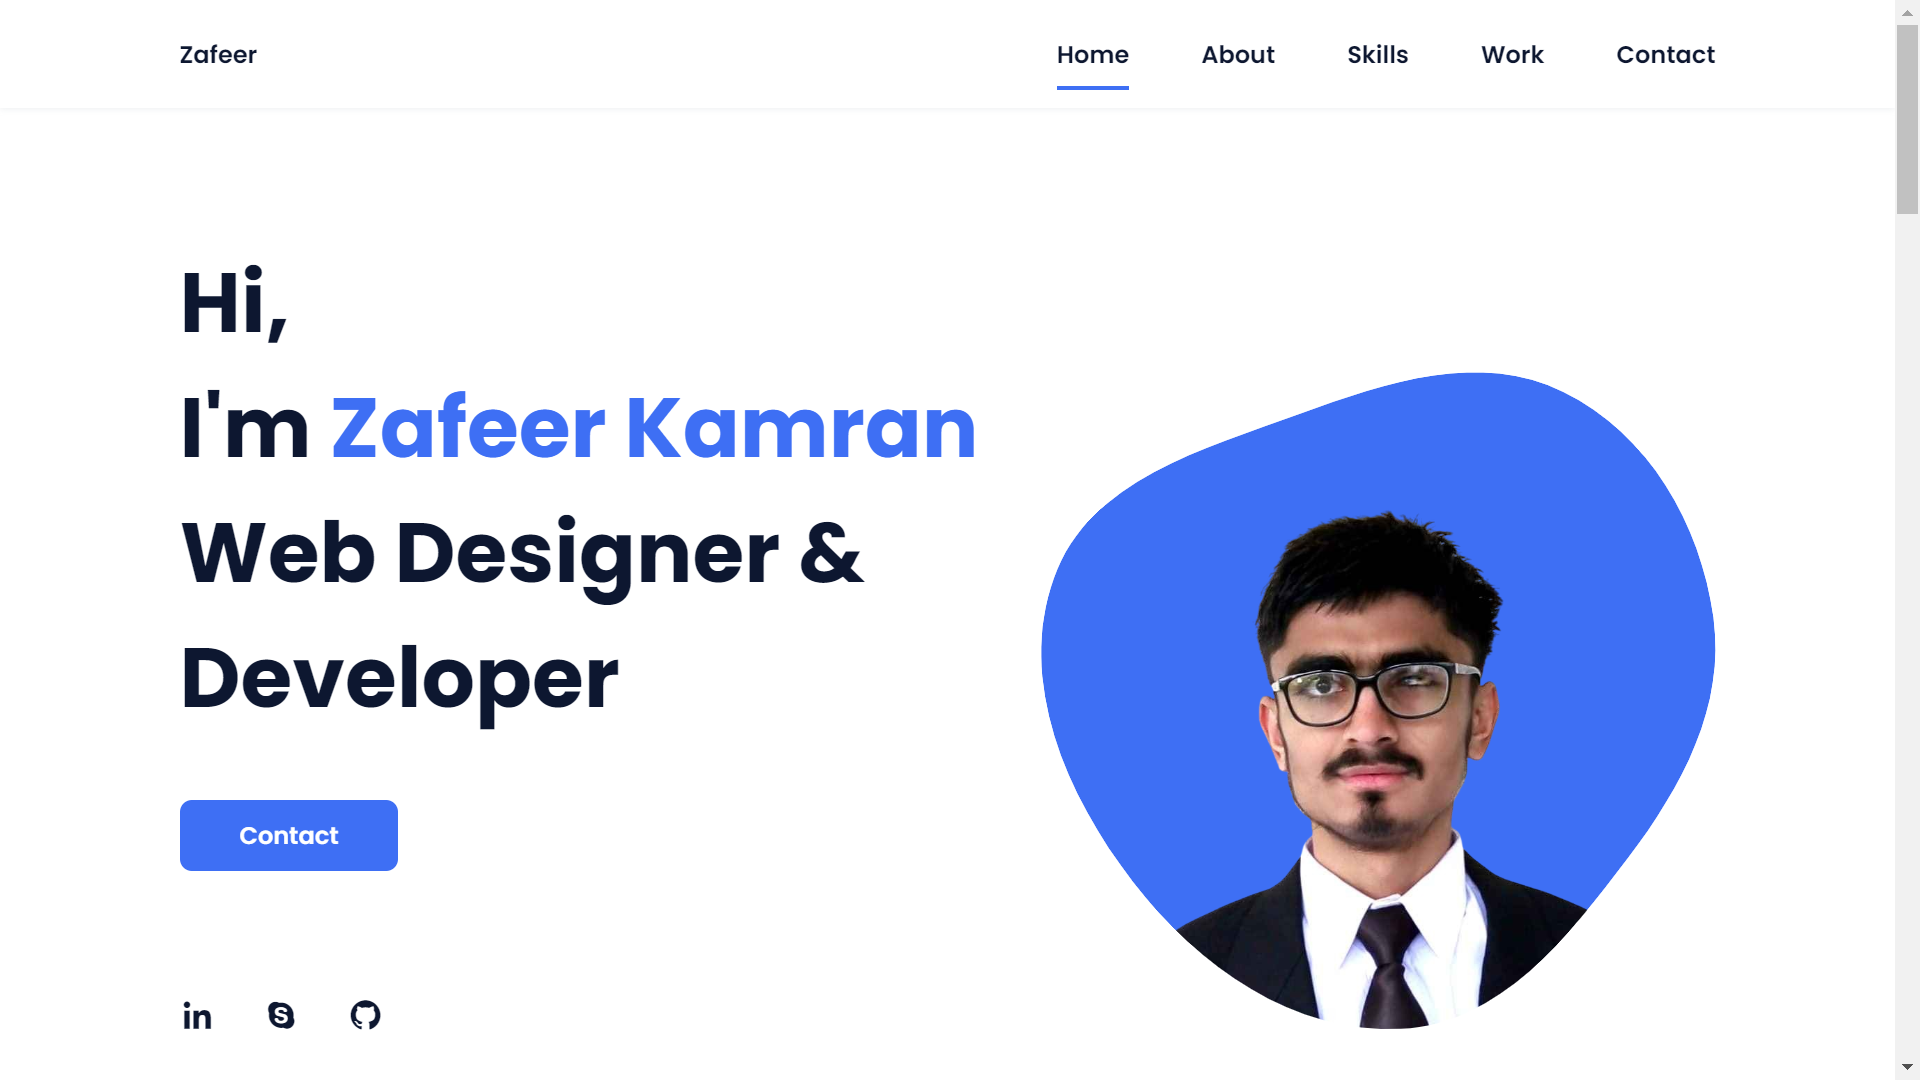 Zafeer
Home About Skills Work Contact
Hi,
I'm Zafeer Kamran
Web Designer &
Developer
Contact
in
S